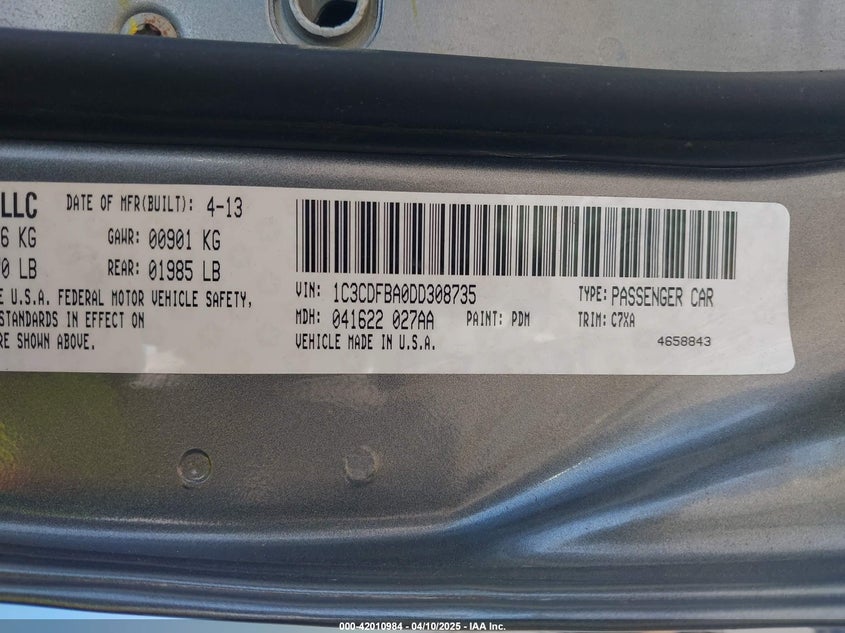 LLC DATE OF MFR(BUILT): 4-13
6 KG GAWR: 00901 KG
0 LB REAR: 01985 LB
E U.S.A. FEDERAL MOTOR VEHICLE SAFETY,
STANDARDS IN EFFECT ON
RE SHOWN ABOVE.
VIN: 1C3CDFBA0DD308735 TYPE: PASSENGER CAR
MDH: 041622 027AA PAINT: PDM TRIM: C7XA
VEHICLE MADE IN U.S.A. 4658843
000-42010984 - 04/10/2025 - IAA Inc.